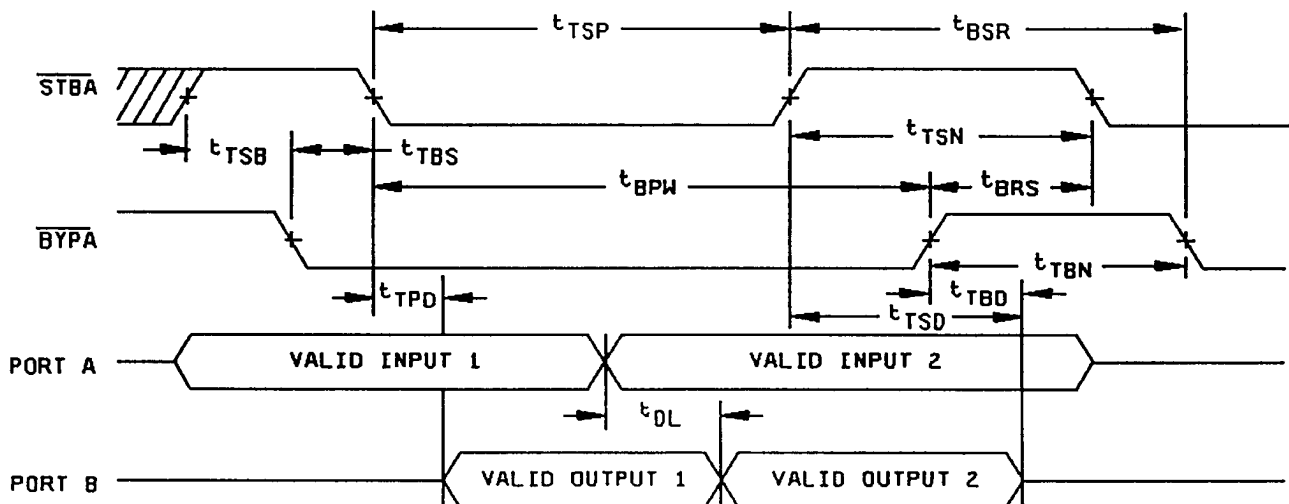 tTSP
tBSR
STBA
tTSN
tTSB
tTBS
tBPW
tBRS
BYPA
tTBN
tTPD
tTBD
tTSD
PORT A
VALID INPUT 1
VALID INPUT 2
tDL
PORT B
VALID OUTPUT 1
VALID OUTPUT 2